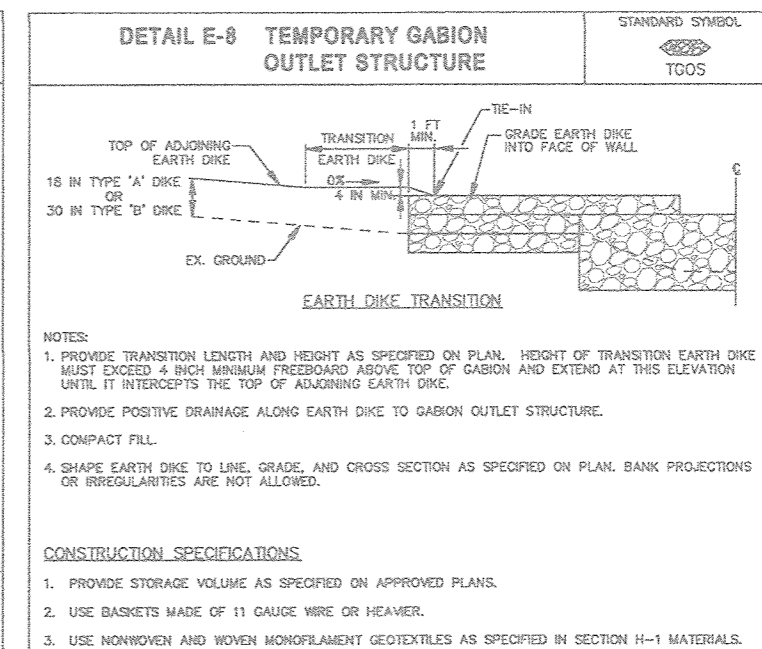 DETAIL E-8 TEMPORARY GABION
OUTLET STRUCTURE
STANDARD SYMBOL
TGOS
TIE-IN
1 FT
MIN.
TRANSITION
EARTH DIKE
GRADE EARTH DIKE
INTO FACE OF WALL
TOP OF ADJOINING
EARTH DIKE
0%
4 IN MIN.
18 IN TYPE 'A' DIKE
OR
30 IN TYPE 'B' DIKE
EX. GROUND
EARTH DIKE TRANSITION
NOTES:
1. PROVIDE TRANSITION LENGTH AND HEIGHT AS SPECIFIED ON PLAN. HEIGHT OF TRANSITION EARTH DIKE
MUST EXCEED 4 INCH MINIMUM FREEBOARD ABOVE TOP OF GABION AND EXTEND AT THIS ELEVATION
UNTIL IT INTERCEPTS THE TOP OF ADJOINING EARTH DIKE.
2. PROVIDE POSITIVE DRAINAGE ALONG EARTH DIKE TO GABION OUTLET STRUCTURE.
3. COMPACT FILL.
4. SHAPE EARTH DIKE TO LINE, GRADE, AND CROSS SECTION AS SPECIFIED ON PLAN. BANK PROJECTIONS
OR IRREGULARITIES ARE NOT ALLOWED.
CONSTRUCTION SPECIFICATIONS
1. PROVIDE STORAGE VOLUME AS SPECIFIED ON APPROVED PLANS.
2. USE BASKETS MADE OF 11 GAUGE WIRE OR HEAVIER.
3. USE NONWOVEN AND WOVEN MONOFILAMENT GEOTEXTILES AS SPECIFIED IN SECTION H-1 MATERIALS.